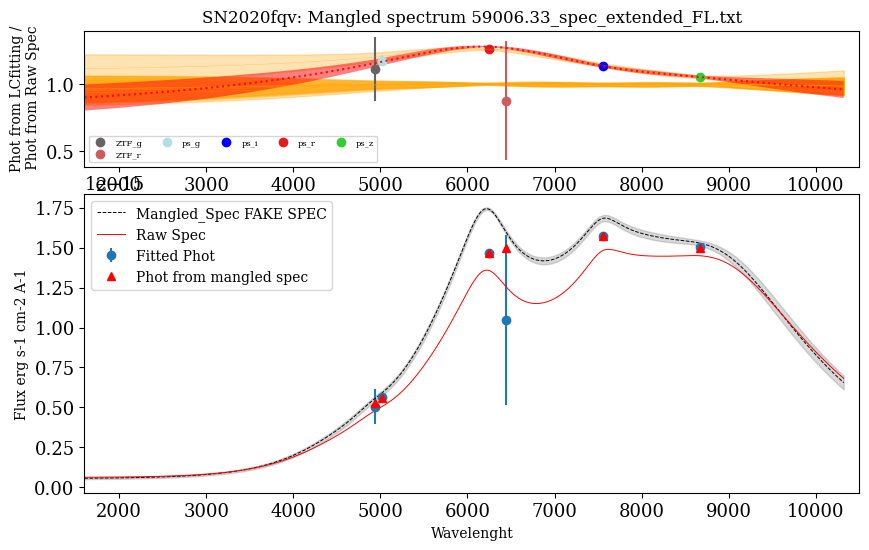 SN2020fqv: Mangled spectrum 59006.33_spec_extended_FL.txt
Phot from LCfitting /
Phot from Raw Spec
1.0
0.5
ZTF_g
ps_g
ps_i
ps_r
ps_z
ZTF_r
2000 3000 4000 5000 6000 7000 8000 9000 10000
1.75
1.50
1.25
1.00
0.75
0.50
0.25
0.00
Flux erg s-1 cm-2 A-1
Mangled_Spec FAKE SPEC
Raw Spec
Fitted Phot
Phot from mangled spec
2000 3000 4000 5000 6000 7000 8000 9000 10000
Wavelenght